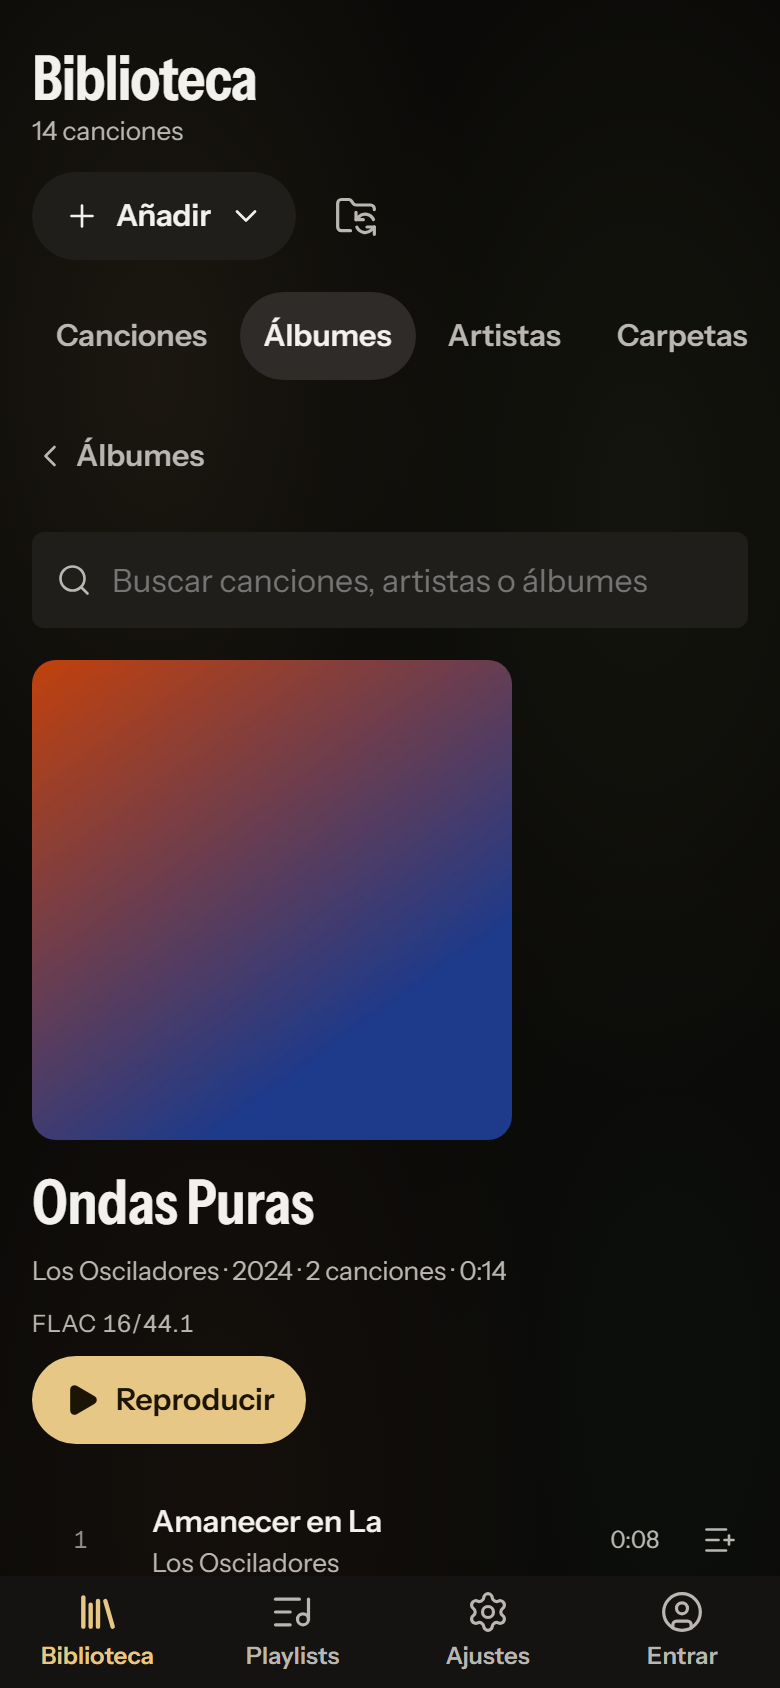 Biblioteca
14 canciones
Añadir
Canciones Álbumes Artistas Carpetas
Álbumes
Buscar canciones, artistas o álbumes
Ondas Puras
Los Osciladores · 2024 · 2 canciones · 0:14
FLAC 16/44.1
Reproducir
1 Amanecer en La 0:08
Los Osciladores
Biblioteca Playlists Ajustes Entrar